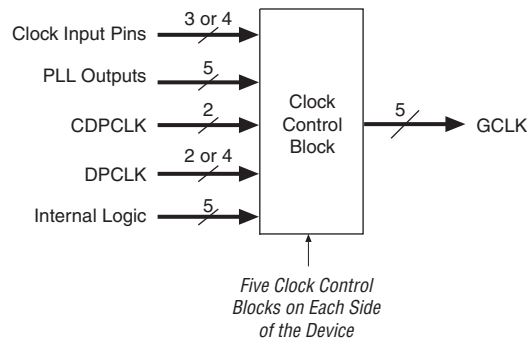 Clock Input Pins
3 or 4
PLL Outputs
5
CDPCLK
2
DPCLK
2 or 4
Internal Logic
5
Clock
Control
Block
5
GCLK
Five Clock Control
Blocks on Each Side
of the Device